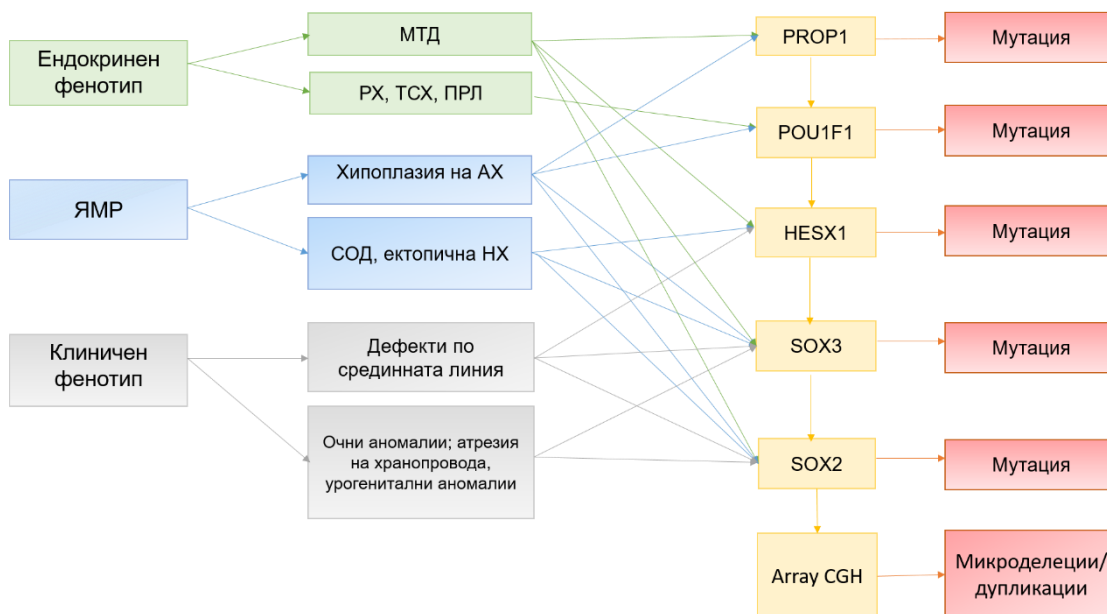 Ендокринен
фенотип
ЯМР
Клиничен
фенотип
МТД
РХ, ТСХ, ПРЛ
Хипоплазия на АХ
СОД, ектопична НХ
Дефекти по
срединната линия
Очни аномалии; атрезия
на хранопровода,
урогенитални аномалии
PROP1
POU1F1
HESX1
SOX3
SOX2
Array CGH
Мутация
Мутация
Мутация
Мутация
Мутация
Микроделеции/
дупликации